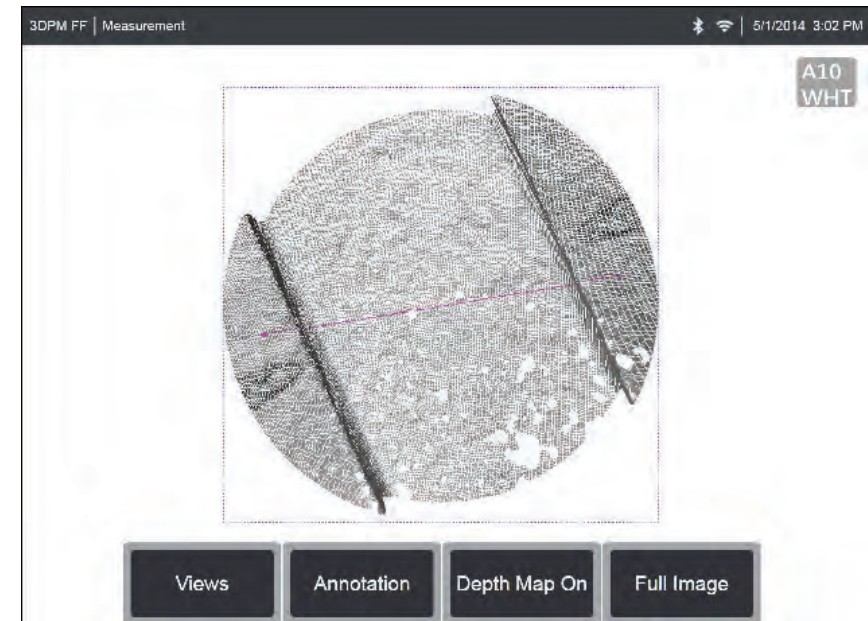 3DPM FF | Measurement
5/1/2014 3:02 PM
A10
WHT
Views
Annotation
Depth Map On
Full Image